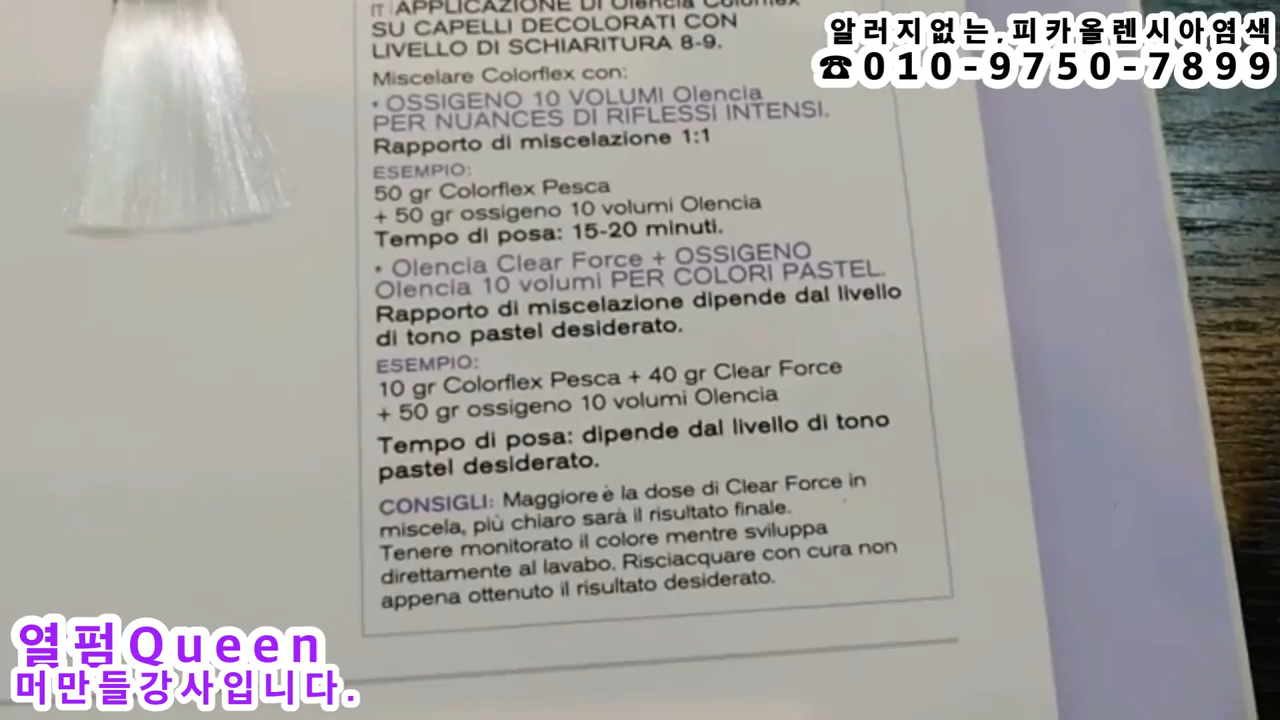 알러지없는,피카올렌시아염색
☎010-9750-7899
IT APPLICAZIONE DI Olencia Colorflex
SU CAPELLI DECOLORATI CON
LIVELLO DI SCHIARITURA 8-9.
Miscelare Colorflex con:
• OSSIGENO 10 VOLUMI Olencia
PER NUANCES DI RIFLESSI INTENSI.
Rapporto di miscelazione 1:1
ESEMPIO:
50 gr Colorflex Pesca
+ 50 gr ossigeno 10 volumi Olencia
Tempo di posa: 15-20 minuti.
• Olencia Clear Force + OSSIGENO
Olencia 10 volumi PER COLORI PASTEL.
Rapporto di miscelazione dipende dal livello
di tono pastel desiderato.
ESEMPIO:
10 gr Colorflex Pesca + 40 gr Clear Force
+ 50 gr ossigeno 10 volumi Olencia
Tempo di posa: dipende dal livello di tono
pastel desiderato.
CONSIGLI: Maggiore è la dose di Clear Force in
miscela, più chiaro sarà il risultato finale.
Tenere monitorato il colore mentre sviluppa
direttamente al lavabo. Risciacquare con cura non
appena ottenuto il risultato desiderato.
열펌Queen
머만들강사입니다.